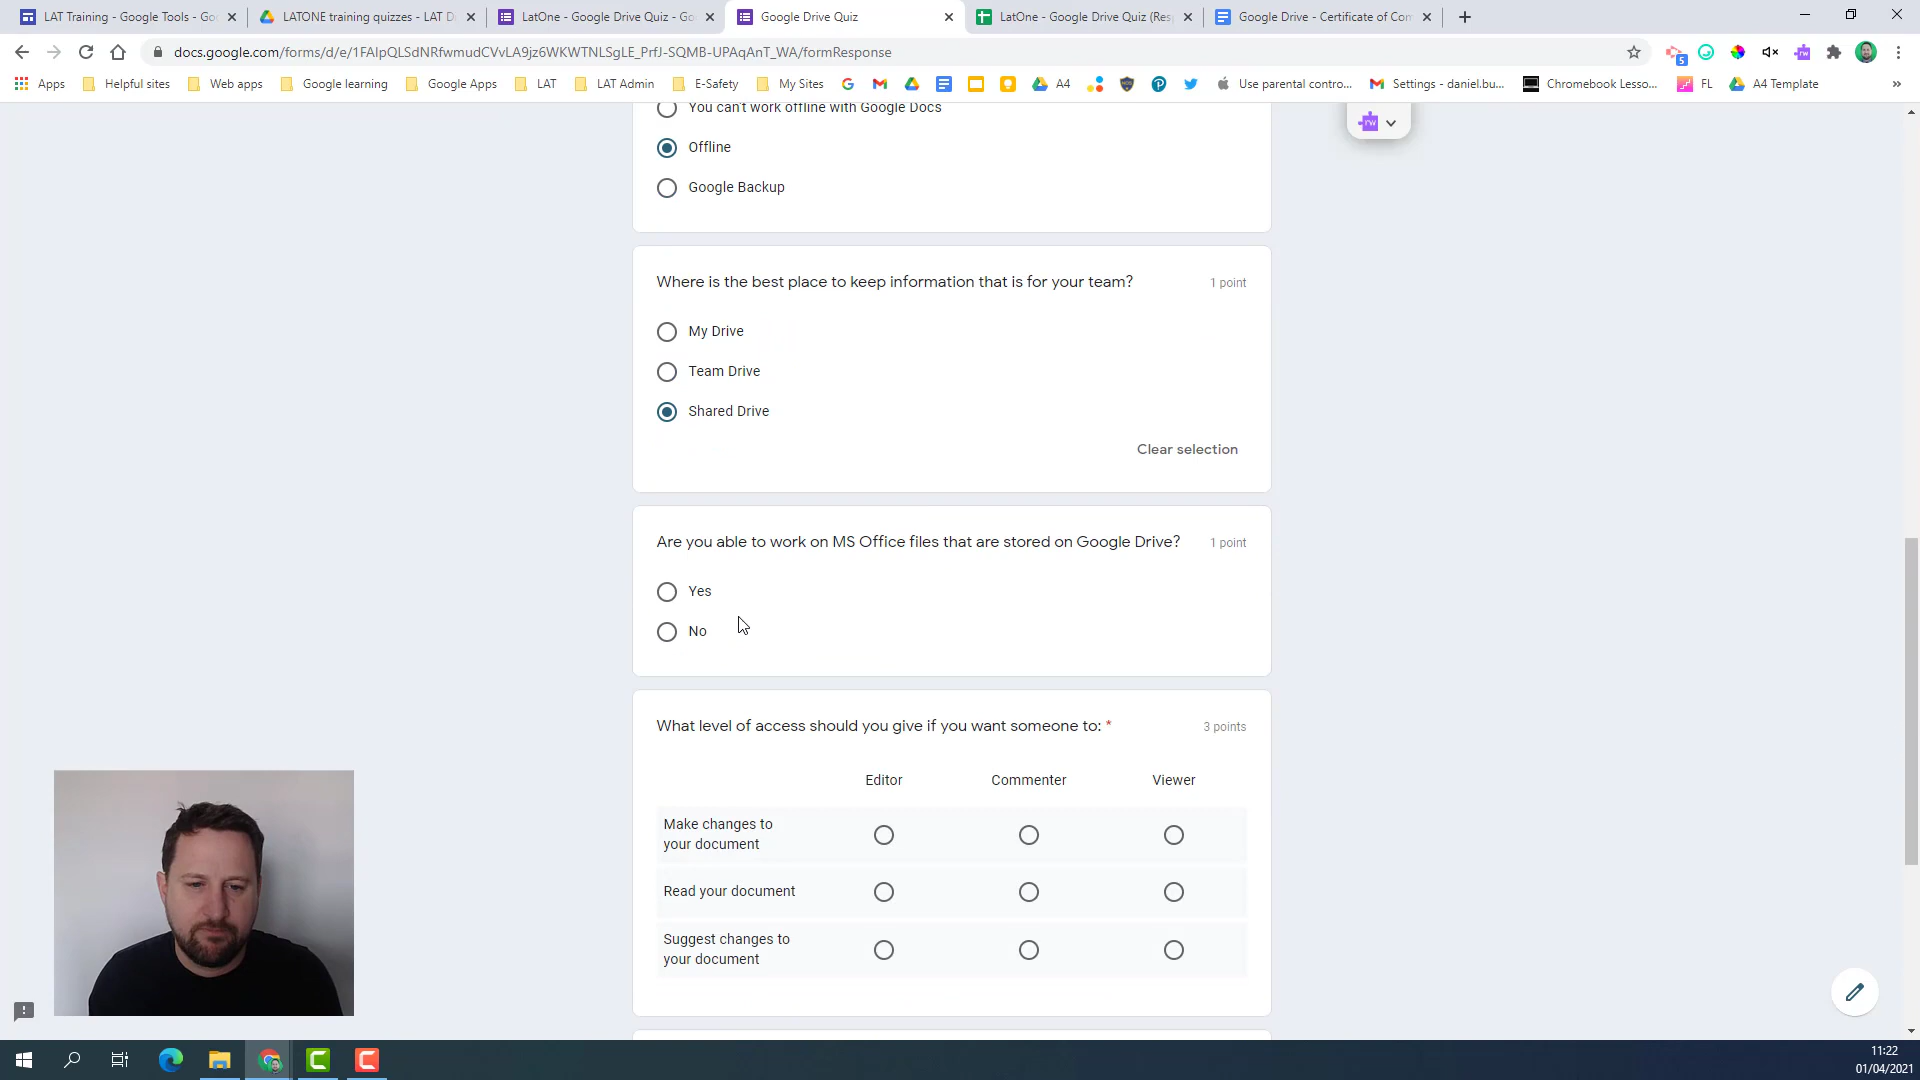 LAT Training - Google Tools - Go
LATONE training quizzes - LAT D
LatOne - Google Drive Quiz - Go
Google Drive Quiz
LatOne - Google Drive Quiz (Res
Google Drive - Certificate of Com
docs.google.com/forms/d/e/1FAIpQLSdNRfwmudCVvLA9jz6WKWTNLSgLE_PrfJ-SQMB-UPAqAnT_WA/formResponse
5
Apps
Helpful sites
Web apps
Google learning
Google Apps
LAT
LAT Admin
E-Safety
My Sites
A4
Use parental contro...
Settings - daniel.bu...
Chromebook Lesso...
FL
A4 Template
»
You can't work offline with Google Docs
rw
Offline
Google Backup
Where is the best place to keep information that is for your team?
1 point
My Drive
Team Drive
Shared Drive
Clear selection
Are you able to work on MS Office files that are stored on Google Drive?
1 point
Yes
No
What level of access should you give if you want someone to: *
3 points
Editor
Commenter
Viewer
Make changes to
your document
Read your document
Suggest changes to
your document
11:22
01/04/2021